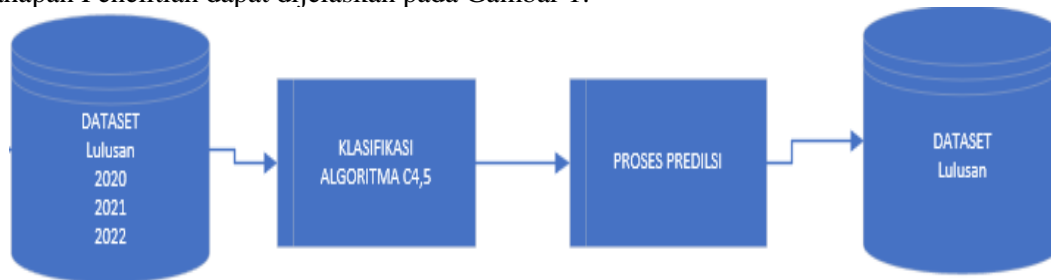 Penelitian dapat dijelaskan pada Gambar 1.
DATASET
Lulusan
2020
2021
2022
KLASIFIKASI
ALGORITMA C4,5
PROSES PREDILSI
DATASET
Lulusan